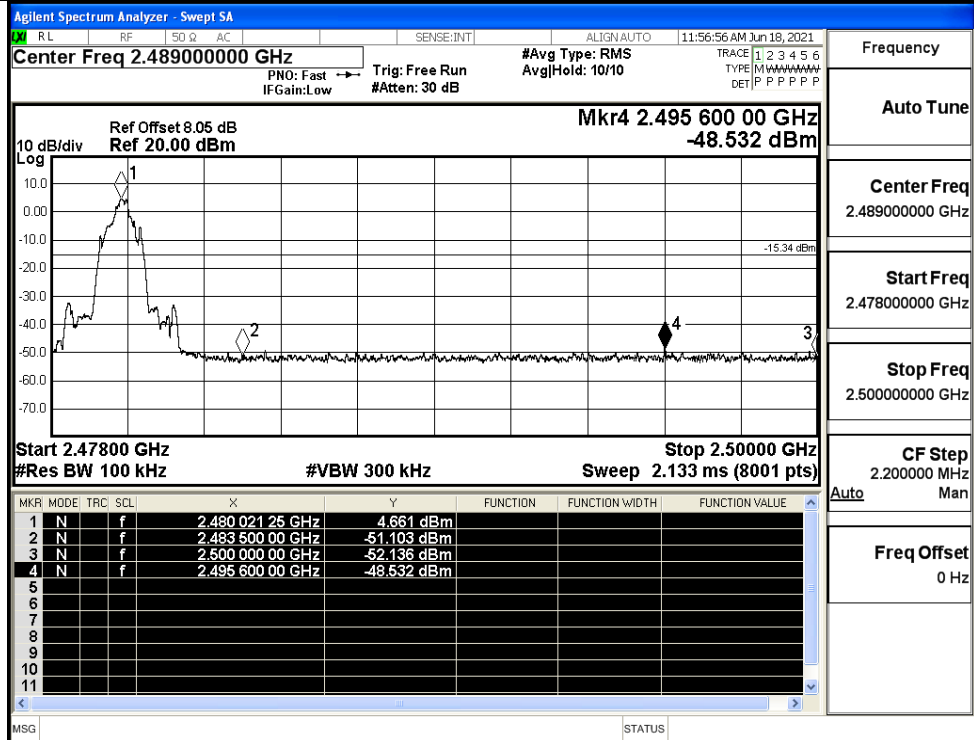 Agilent Spectrum Analyzer - Swept SA
LXI RL RF 50 Ω AC SENSE:INT ALIGNAUTO 11:56:56 AM Jun 18, 2021
Center Freq 2.489000000 GHz
PNO: Fast
IFGain:Low
Trig: Free Run
#Atten: 30 dB
#Avg Type: RMS
Avg|Hold: 10/10
TRACE 1 2 3 4 5 6
TYPE M WWWWW
DET P P P P P P
Mkr4 2.495 600 00 GHz
-48.532 dBm
Ref Offset 8.05 dB
10 dB/div Ref 20.00 dBm
Log
10.0
0.00
-10.0
-20.0
-30.0
-40.0
-50.0
-60.0
-70.0
1
2
4
3
-15.34 dBm
Start 2.47800 GHz Stop 2.50000 GHz
#Res BW 100 kHz #VBW 300 kHz Sweep 2.133 ms (8001 pts)
MKR MODE TRC SCL X Y FUNCTION FUNCTION WIDTH FUNCTION VALUE
1 N f 2.480 021 25 GHz 4.661 dBm
2 N f 2.483 500 00 GHz -51.103 dBm
3 N f 2.500 000 00 GHz -52.136 dBm
4 N f 2.495 600 00 GHz -48.532 dBm
5
6
7
8
9
10
11
MSG STATUS
Frequency
Auto Tune
Center Freq
2.489000000 GHz
Start Freq
2.478000000 GHz
Stop Freq
2.500000000 GHz
CF Step
2.200000 MHz
Auto Man
Freq Offset
0 Hz